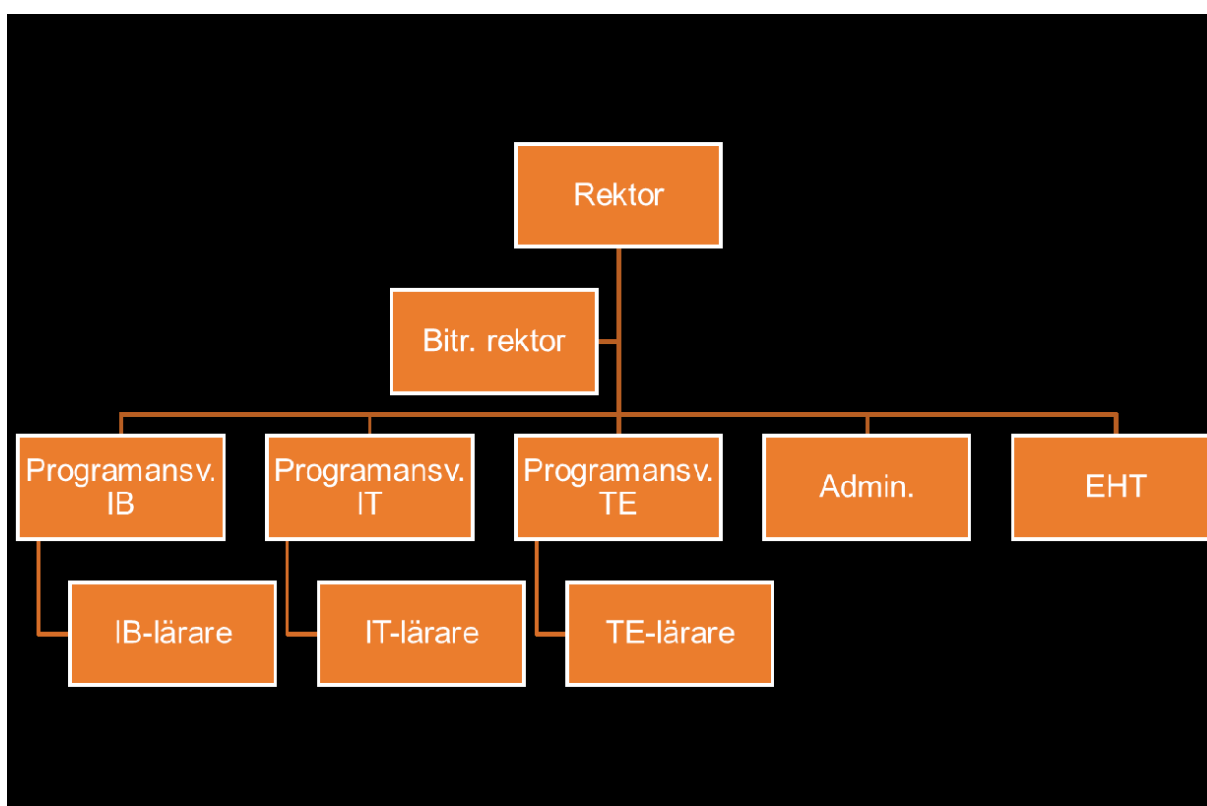 Rektor
Bitr. rektor
Programansv.
IB
Programansv.
IT
Programansv.
TE
Admin.
EHT
IB-lärare
IT-lärare
TE-lärare